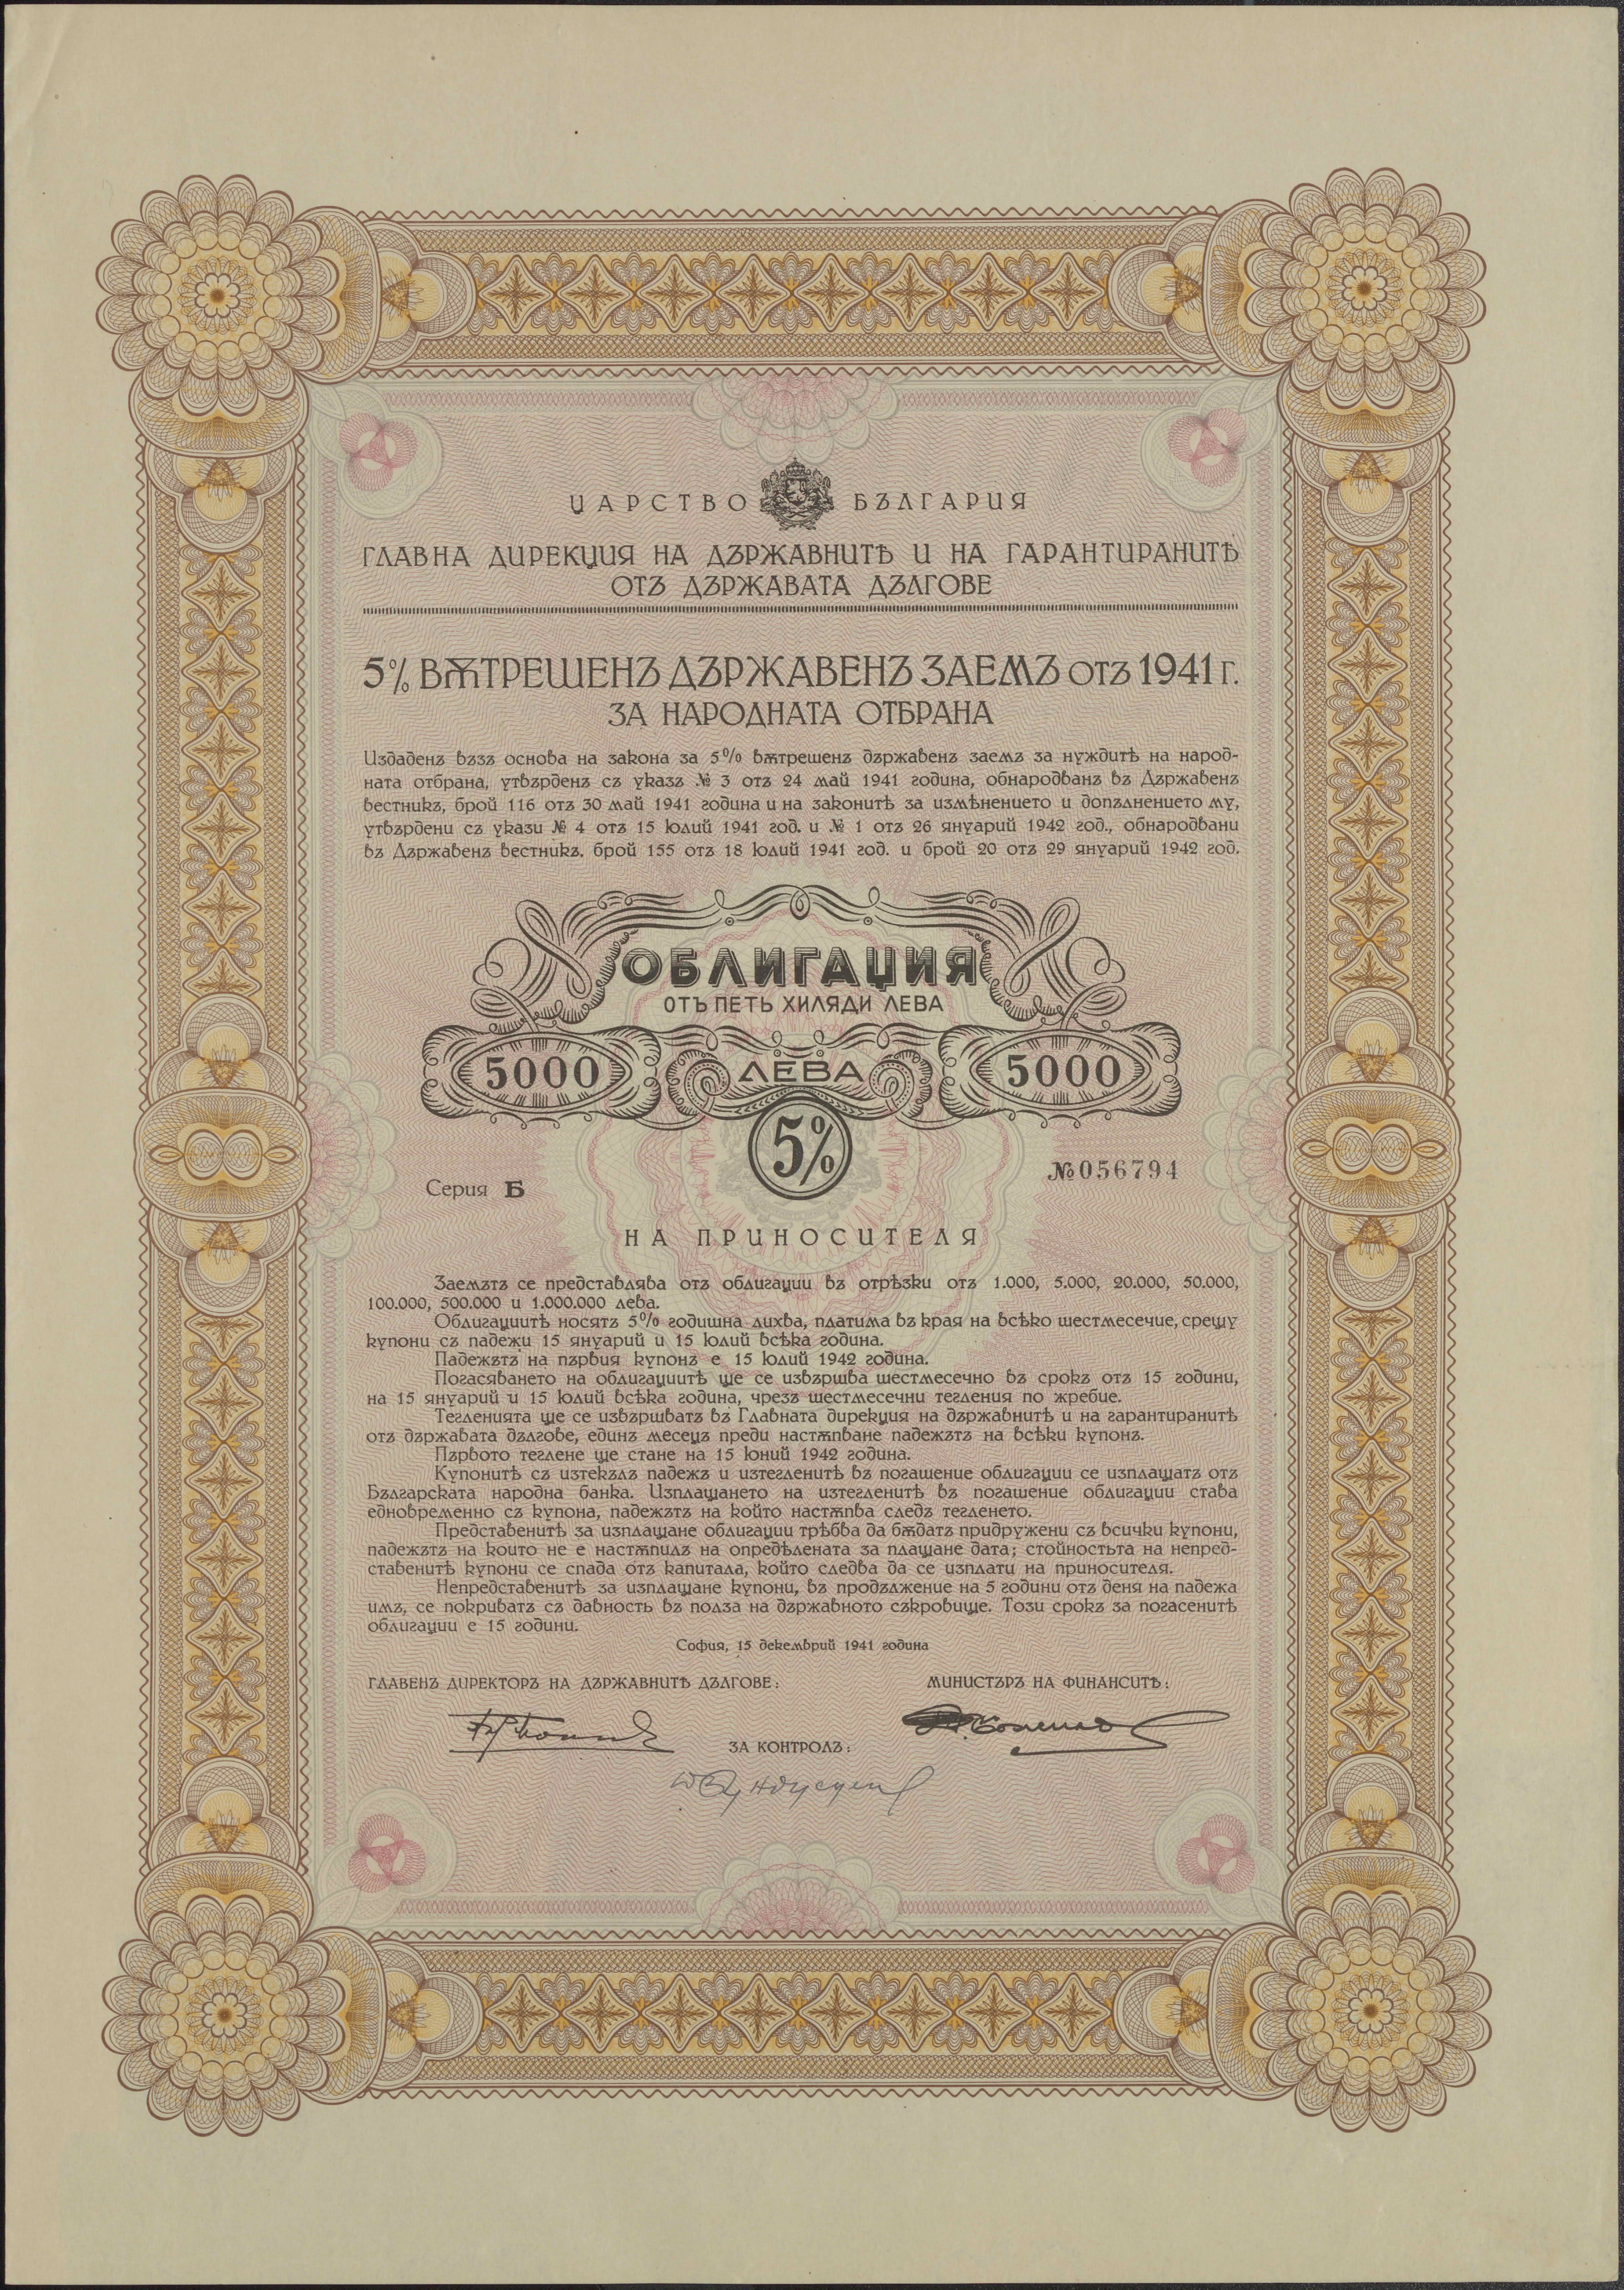 ЦАРСТВО БЪЛГАРИЯ
ГЛАВНА ДИРЕКЦИЯ НА ДЪРЖАВНИТѢ И НА ГАРАНТИРАНИТѢ
ОТЪ ДЪРЖАВАТА ДЪЛГОВЕ
5% ВѪТРЕШЕНЪ ДЪРЖАВЕНЪ ЗАЕМЪ отъ 1941 г.
ЗА НАРОДНАТА ОТБРАНА
Издаденъ възъ основа на закона за 5% вѫтрешенъ държавенъ заемъ за нуждитѣ на народ-
ната отбрана, утвърденъ съ указъ № 3 отъ 24 май 1941 година, обнародванъ въ Държавенъ
вестникъ, брой 116 отъ 30 май 1941 година и на законитѣ за измѣнението и допълнението му,
утвърдени съ укази № 4 отъ 15 юлий 1941 год. и № 1 отъ 26 януарий 1942 год., обнародвани
въ Държавенъ вестникъ, брой 155 отъ 18 юлий 1941 год. и брой 20 отъ 29 януарий 1942 год.
ОБЛИГАЦИЯ
ОТЪ ПЕТЬ ХИЛЯДИ ЛЕВА
5000 ЛЕВА 5000
5%
Серия Б №056794
НА ПРИНОСИТЕЛЯ
Заемътъ се представлява отъ облигации въ отрѣзки отъ 1.000, 5.000, 20.000, 50.000,
100.000, 500.000 и 1.000.000 лева.
Облигациитѣ носятъ 5% годишна лихва, платима въ края на всѣко шестмесечие, срещу
купони съ падежи 15 януарий и 15 юлий всѣка година.
Падежътъ на първия купонъ е 15 юлий 1942 година.
Погасяването на облигациитѣ ще се извършва шестмесечно въ срокъ отъ 15 години,
на 15 януарий и 15 юлий всѣка година, чрезъ шестмесечни тегления по жребие.
Тегленията ще се извършватъ въ Главната дирекция на държавнитѣ и на гарантиранитѣ
отъ държавата дългове, единъ месецъ преди настѫпване падежътъ на всѣки купонъ.
Първото теглене ще стане на 15 юний 1942 година.
Купонитѣ съ изтекълъ падежъ и изтегленитѣ въ погашение облигации се изплащатъ отъ
Българската народна банка. Изплащането на изтегленитѣ въ погашение облигации става
едновременно съ купона, падежътъ на който настѫпва следъ тегленето.
Представенитѣ за изплащане облигации трѣбва да бѫдатъ придружени съ всички купони,
падежътъ на които не е настѫпилъ на опредѣлената за плащане дата; стойностьта на непред-
ставенитѣ купони се спада отъ капитала, който следва да се изплати на приносителя.
Непредставенитѣ за изплащане купони, въ продължение на 5 години отъ деня на падежа
имъ, се покриватъ съ давность въ полза на държавното съкровище. Този срокъ за погасенитѣ
облигации е 15 години.
София, 15 декемврий 1941 година
ГЛАВЕНЪ ДИРЕКТОРЪ НА ДЪРЖАВНИТѢ ДЪЛГОВЕ: МИНИСТЪРЪ НА ФИНАНСИТѢ:
ЗА КОНТРОЛЪ: